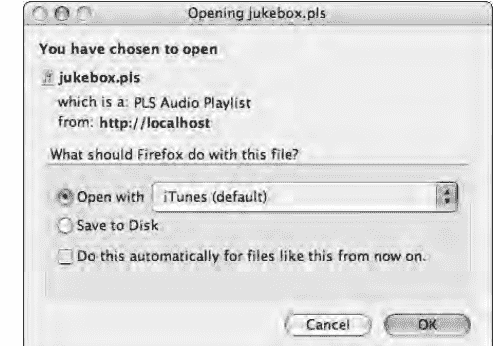 Opening jukebox.pls
You have chosen to open
jukebox.pls
which is a: PLS Audio Playlist
from: http://localhost
What should Firefox do with this file?
Open with iTunes (default)
Save to Disk
Do this automatically for files like this from now on.
Cancel OK